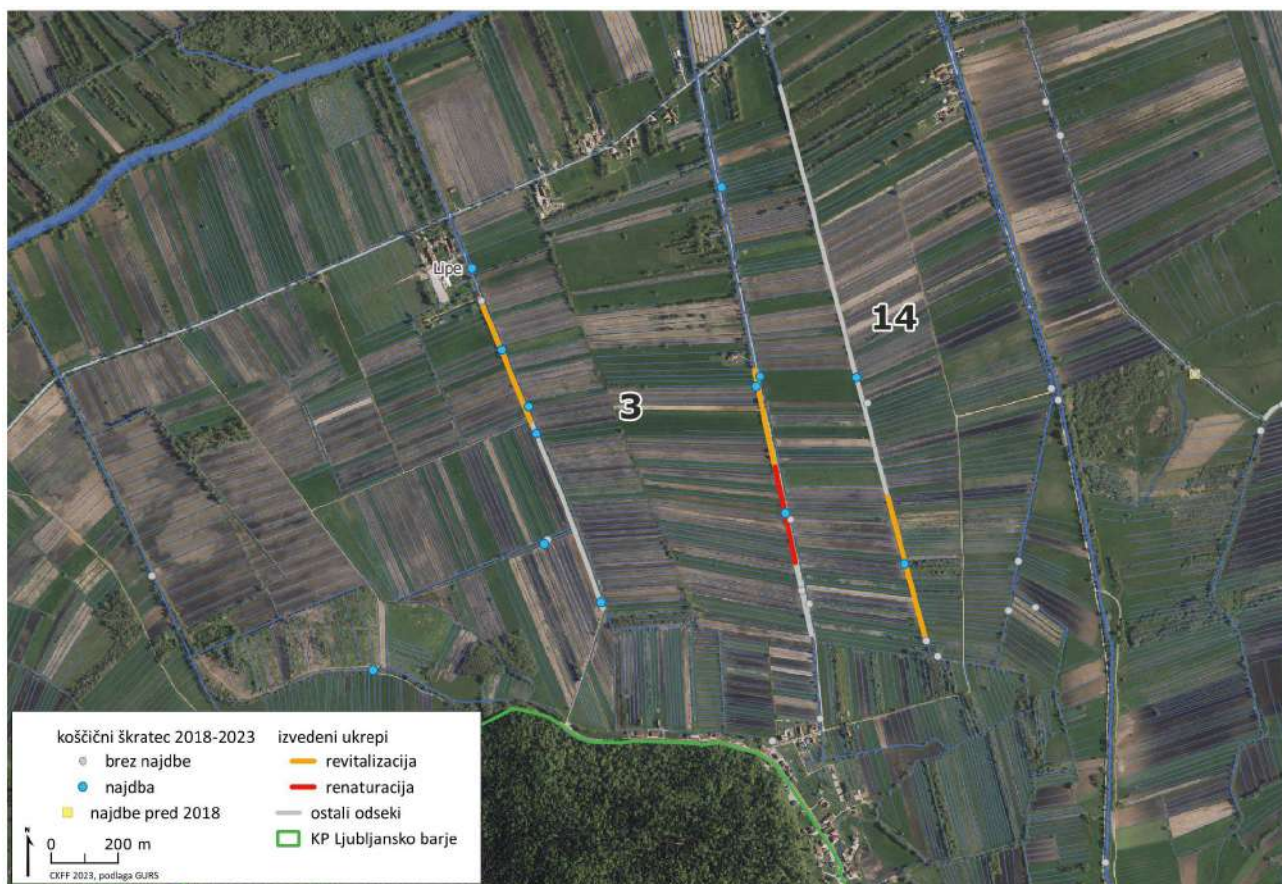 Lipe
14
3
koščični škratec 2018-2023
brez najdbe
najdba
najdbe pred 2018
izvedeni ukrepi
revitalizacija
renaturacija
ostali odseki
KP Ljubljansko barje
N
0 200 m
CKFF 2023, podlaga GURS